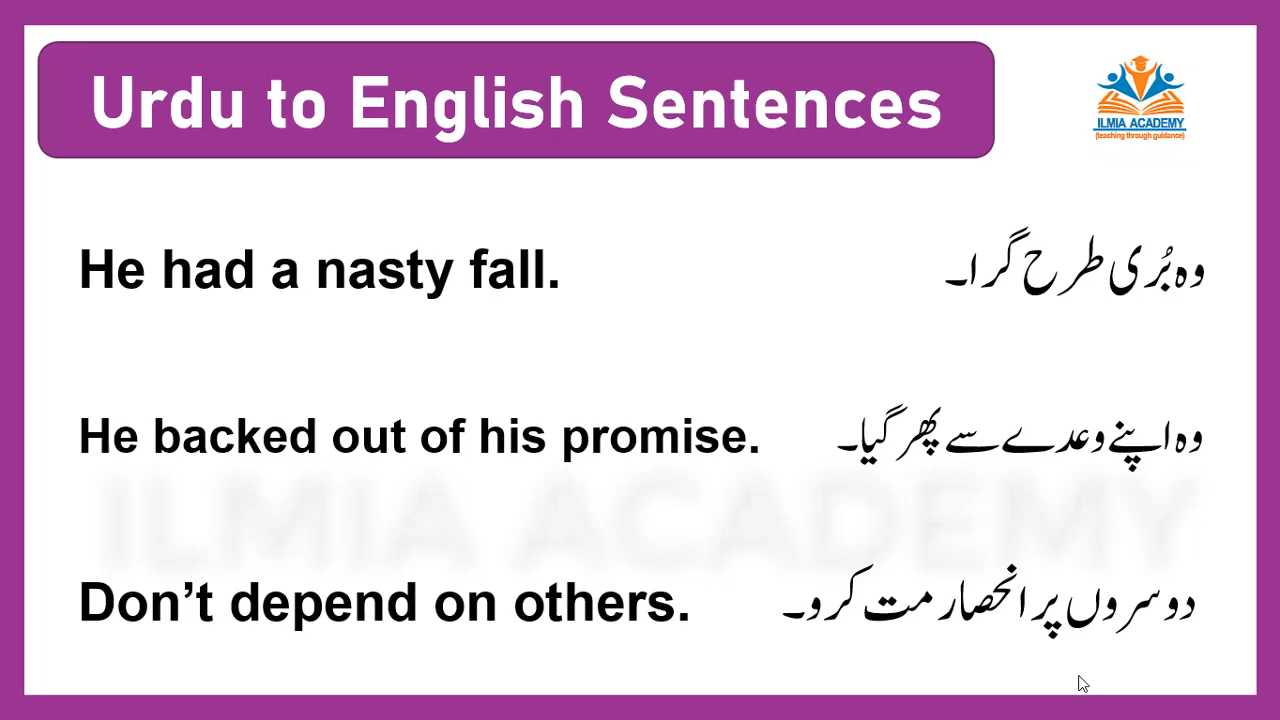 Urdu to English Sentences
ILMIA ACADEMY
(teaching through guidance)
He had a nasty fall.
وہ بُری طرح گرا۔
He backed out of his promise.
وہ اپنے وعدے سے پھر گیا۔
ILMIA ACADEMY
Don’t depend on others.
دوسروں پر انحصار مت کرو۔